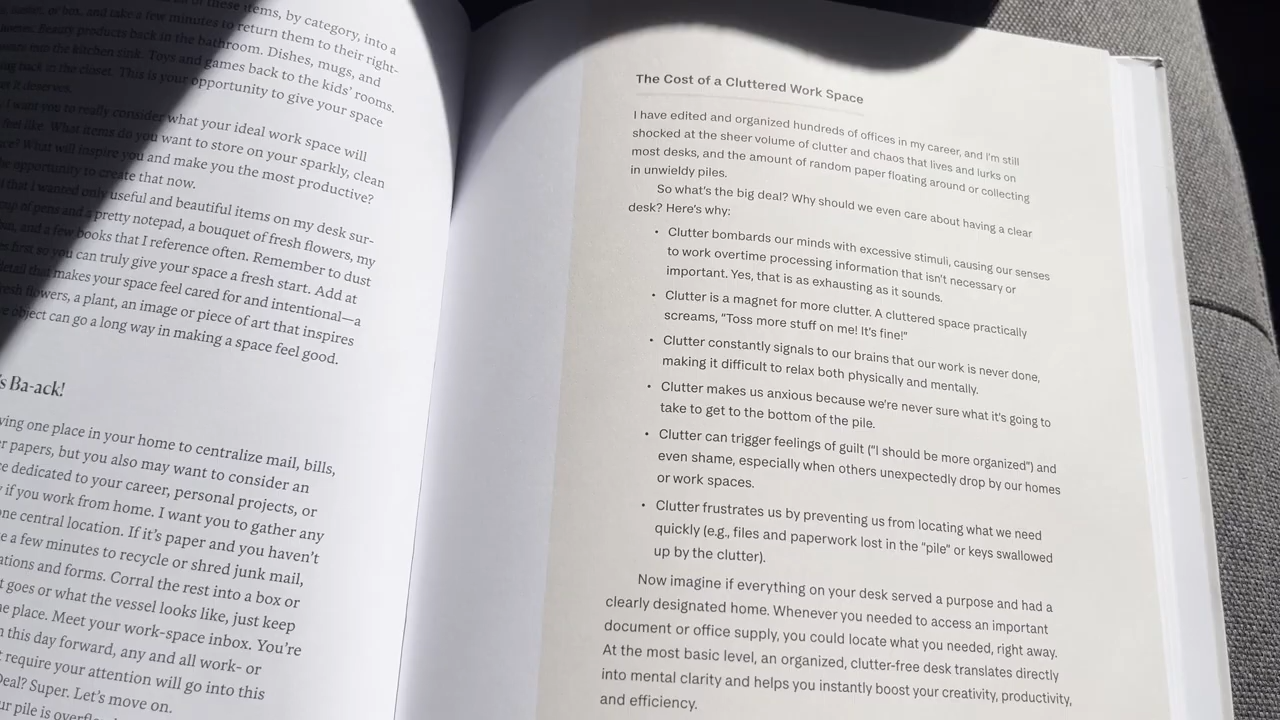 of these items, by category, into a
or box, and take a few minutes to return them to their right-
Beauty products back in the bathroom. Dishes, mugs, and
into the kitchen sink. Toys and games back to the kids' rooms.
back in the closet. This is your opportunity to give your space
it deserves.
I want you to really consider what your ideal work space will
feel like. What items do you want to store on your sparkly, clean
What will inspire you and make you the most productive?
opportunity to create that now.
that I wanted only useful and beautiful items on my desk sur-
cup of pens and a pretty notepad, a bouquet of fresh flowers, my
and a few books that I reference often. Remember to dust
first so you can truly give your space a fresh start. Add at
detail that makes your space feel cared for and intentional—a
fresh flowers, a plant, an image or piece of art that inspires
object can go a long way in making a space feel good.
Ba-ack!
ving one place in your home to centralize mail, bills,
r papers, but you also may want to consider an
dedicated to your career, personal projects, or
if you work from home. I want you to gather any
one central location. If it's paper and you haven't
a few minutes to recycle or shred junk mail,
ations and forms. Corral the rest into a box or
goes or what the vessel looks like, just keep
place. Meet your work-space inbox. You're
this day forward, any and all work- or
require your attention will go into this
Deal? Super. Let's move on.
ur pile is
The Cost of a Cluttered Work Space
I have edited and organized hundreds of offices in my career, and I'm still
shocked at the sheer volume of clutter and chaos that lives and lurks on
most desks, and the amount of random paper floating around or collecting
in unwieldy piles.
So what's the big deal? Why should we even care about having a clear
desk? Here's why:
• Clutter bombards our minds with excessive stimuli, causing our senses
to work overtime processing information that isn't necessary or
important. Yes, that is as exhausting as it sounds.
• Clutter is a magnet for more clutter. A cluttered space practically
screams, "Toss more stuff on me! It's fine!"
• Clutter constantly signals to our brains that our work is never done,
making it difficult to relax both physically and mentally.
• Clutter makes us anxious because we're never sure what it's going to
take to get to the bottom of the pile.
• Clutter can trigger feelings of guilt ("I should be more organized") and
even shame, especially when others unexpectedly drop by our homes
or work spaces.
• Clutter frustrates us by preventing us from locating what we need
quickly (e.g., files and paperwork lost in the "pile" or keys swallowed
up by the clutter).
Now imagine if everything on your desk served a purpose and had a
clearly designated home. Whenever you needed to access an important
document or office supply, you could locate what you needed, right away.
At the most basic level, an organized, clutter-free desk translates directly
into mental clarity and helps you instantly boost your creativity, productivity,
and efficiency.